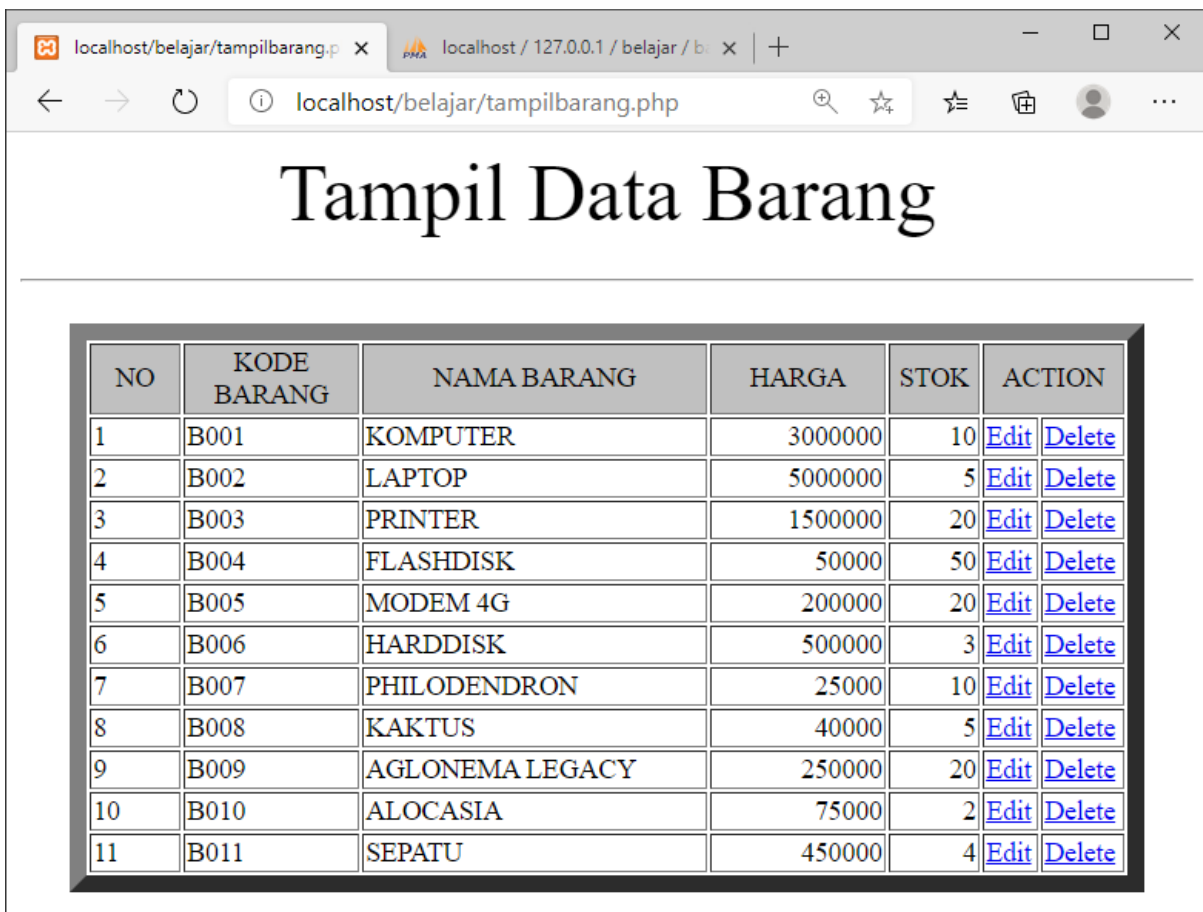 localhost/belajar/tampilbarang.p
PMA localhost / 127.0.0.1 / belajar / ba
localhost/belajar/tampilbarang.php
Tampil Data Barang
NO KODE BARANG NAMA BARANG HARGA STOK ACTION
1 B001 KOMPUTER 3000000 10 Edit Delete
2 B002 LAPTOP 5000000 5 Edit Delete
3 B003 PRINTER 1500000 20 Edit Delete
4 B004 FLASHDISK 50000 50 Edit Delete
5 B005 MODEM 4G 200000 20 Edit Delete
6 B006 HARDDISK 500000 3 Edit Delete
7 B007 PHILODENDRON 25000 10 Edit Delete
8 B008 KAKTUS 40000 5 Edit Delete
9 B009 AGLONEMA LEGACY 250000 20 Edit Delete
10 B010 ALOCASIA 75000 2 Edit Delete
11 B011 SEPATU 450000 4 Edit Delete